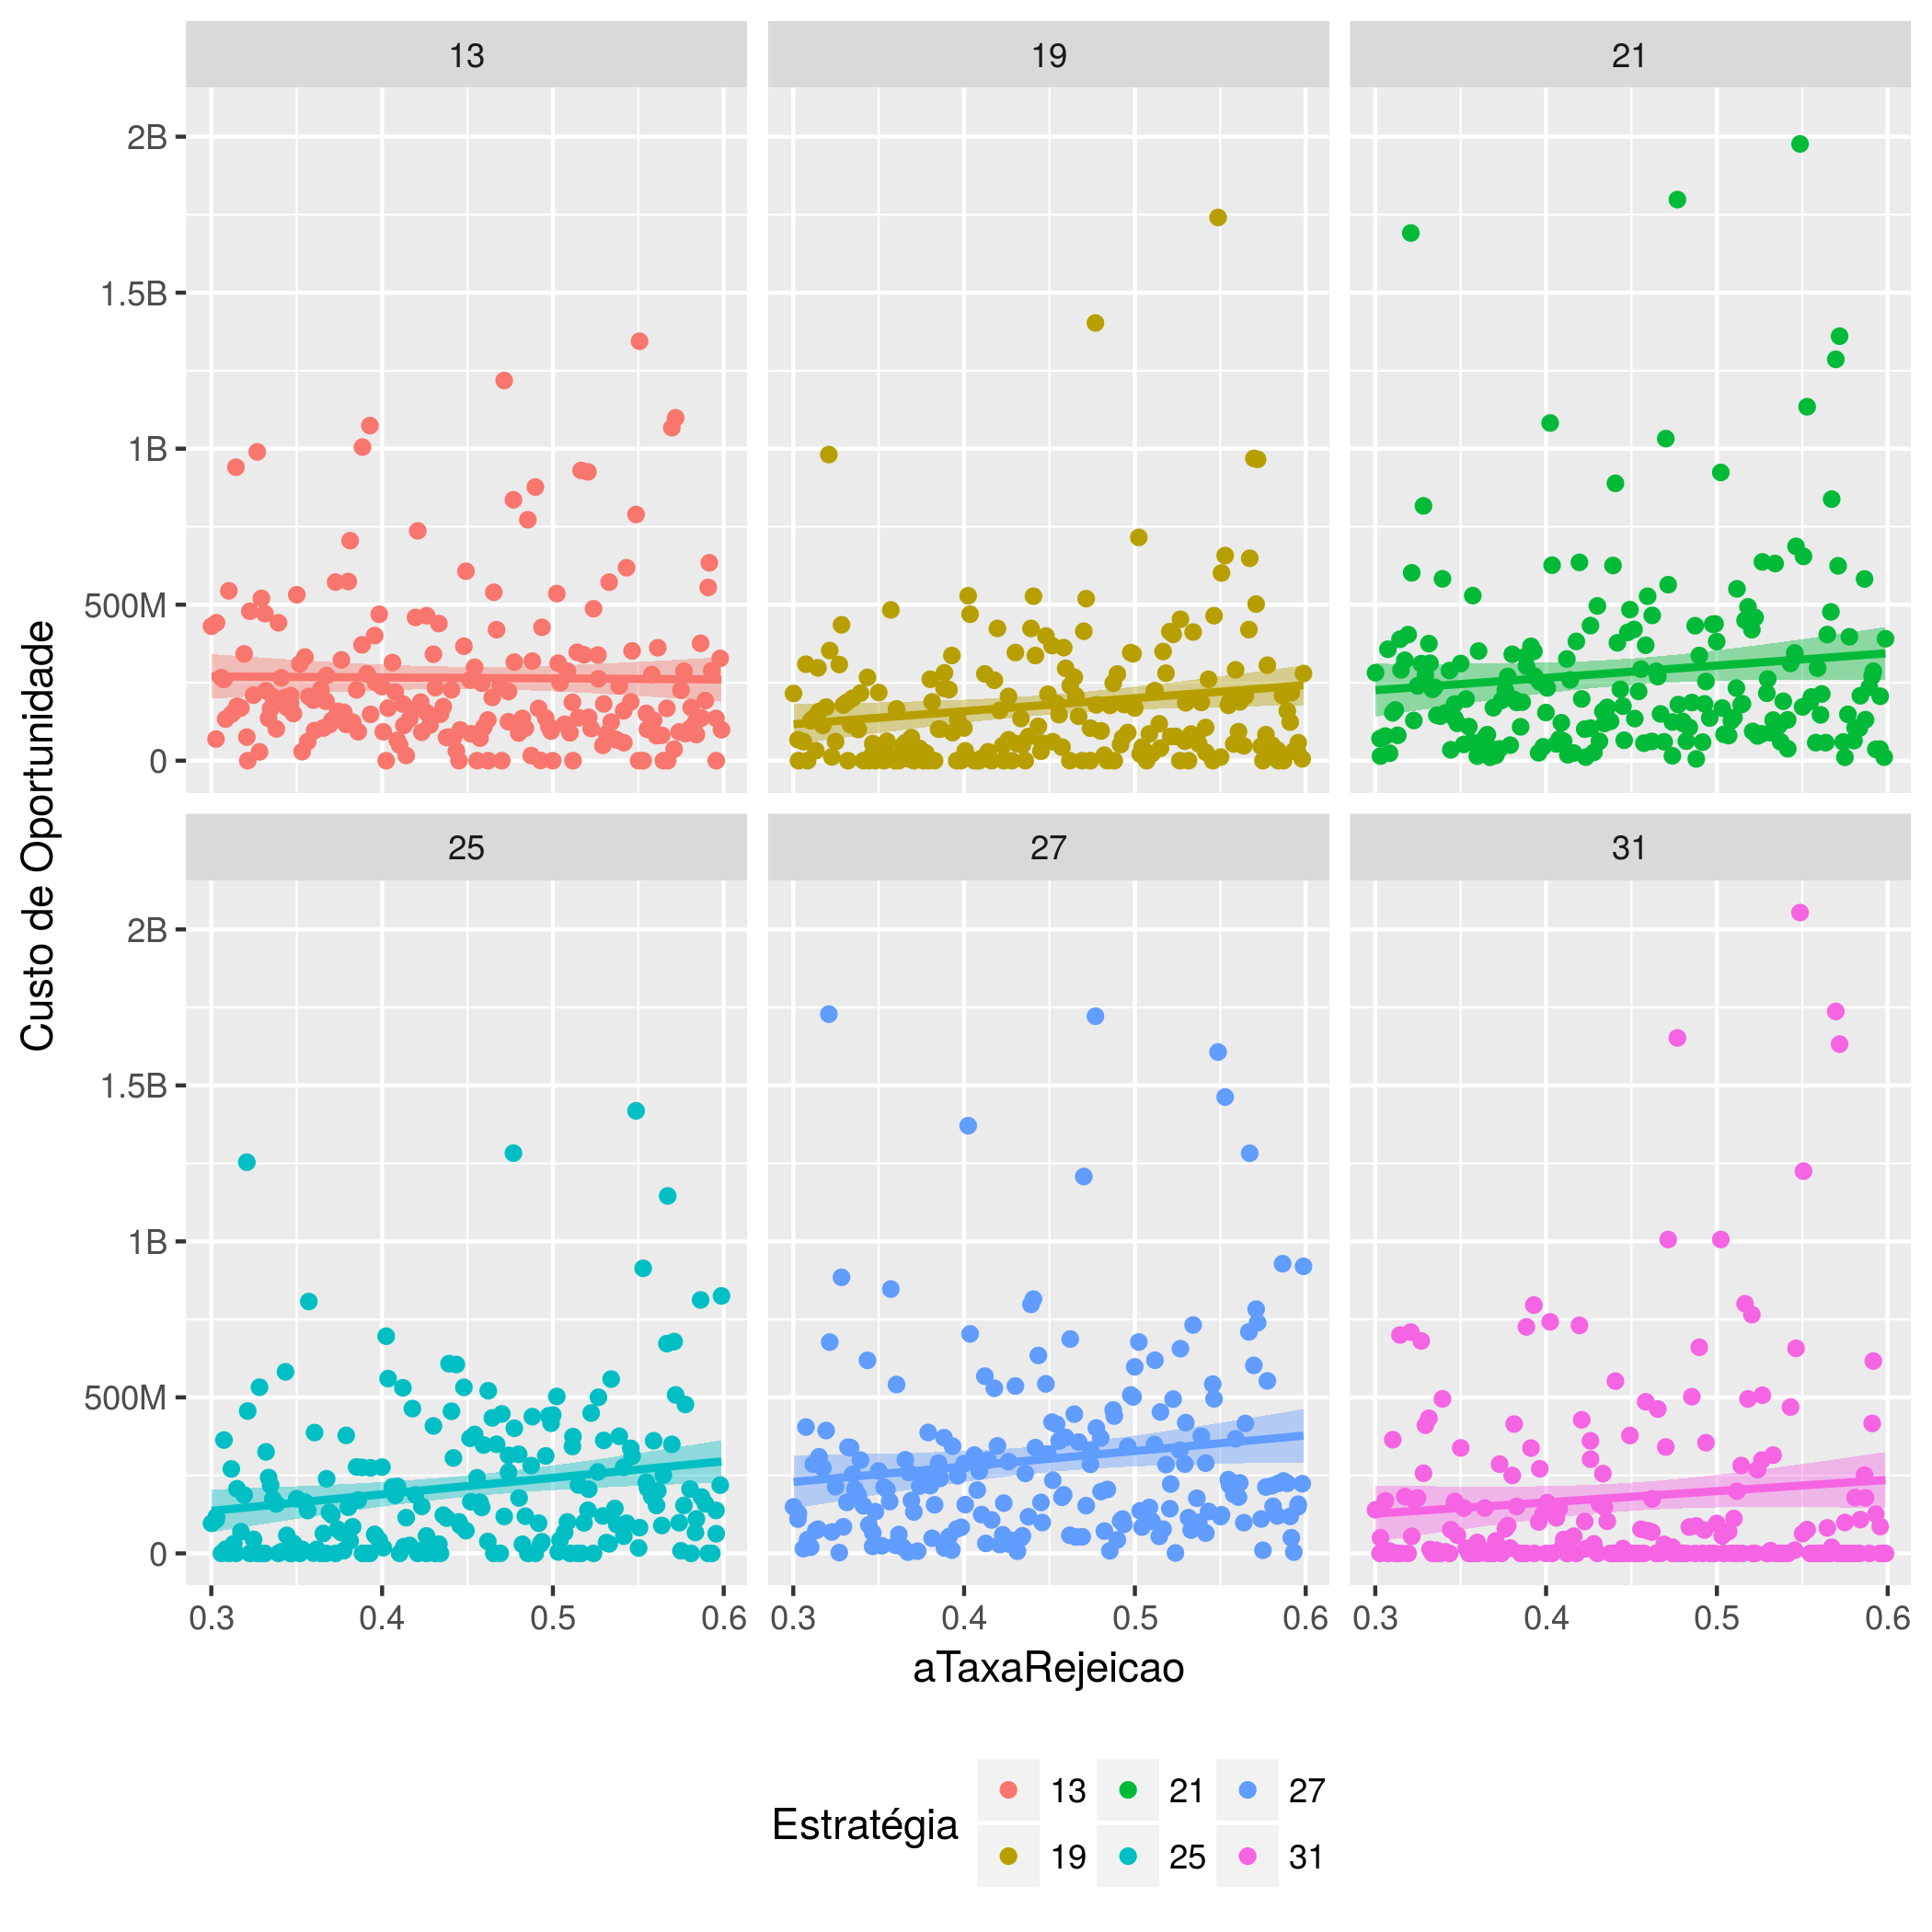 13 19 21
2B
1.5B
1B
500M
0
Custo de Oportunidade
25 27 31
2B
1.5B
1B
500M
0
0.3 0.4 0.5 0.6 0.3 0.4 0.5 0.6 0.3 0.4 0.5 0.6
aTaxaRejeicao
Estratégia
13 21 27
19 25 31